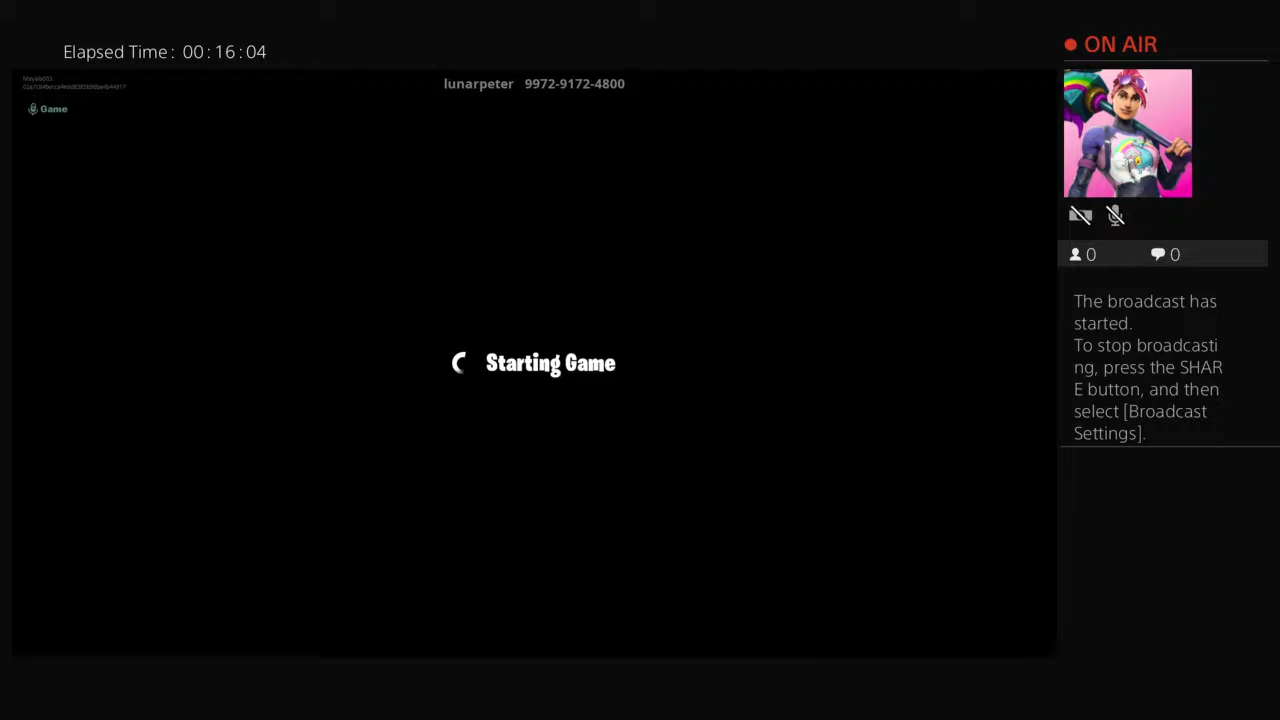 Elapsed Time: 00:16:04
ON AIR
lunarpeter 9972-9172-4800
Game
0 0
Starting Game
The broadcast has
started.
To stop broadcasti
ng, press the SHAR
E button, and then
select [Broadcast
Settings].